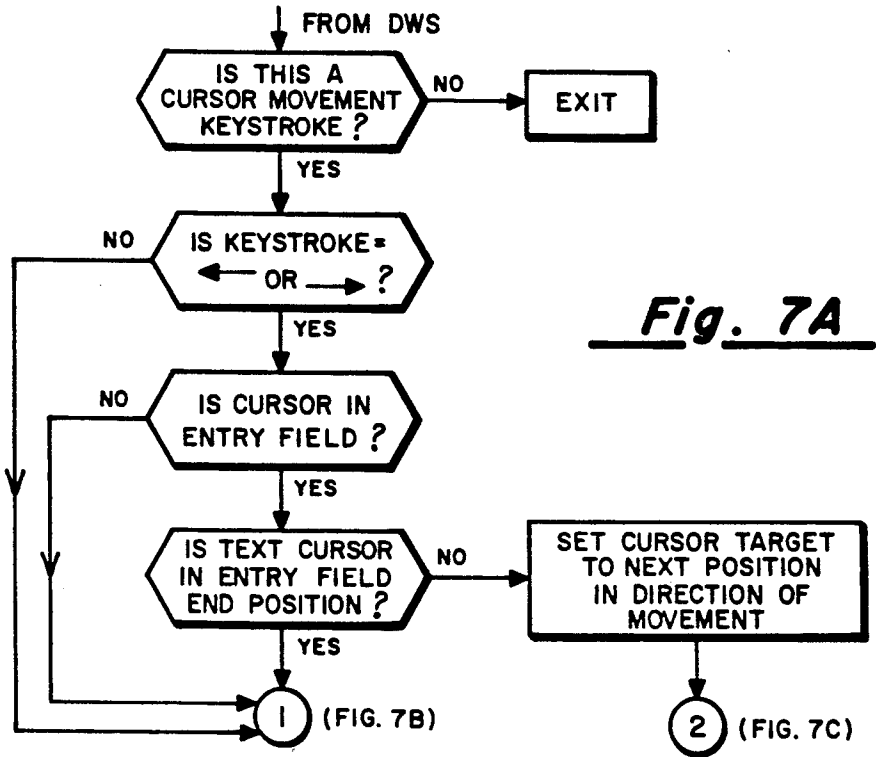 FROM DWS
IS THIS A
CURSOR MOVEMENT
KEYSTROKE ?
NO
EXIT
YES
NO
IS KEYSTROKE=
← OR → ?
YES
Fig. 7A
NO
IS CURSOR IN
ENTRY FIELD ?
YES
IS TEXT CURSOR
IN ENTRY FIELD
END POSITION ?
NO
SET CURSOR TARGET
TO NEXT POSITION
IN DIRECTION OF
MOVEMENT
YES
1 (FIG. 7B)
2 (FIG. 7C)